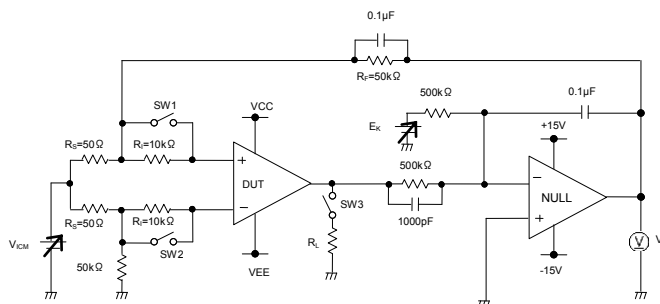 0.1μF
RF=50kΩ
500kΩ
0.1μF
SW1
VCC
EK
+15V
RS=50Ω
RI=10kΩ
500kΩ
DUT
NULL
SW3
RS=50Ω
RI=10kΩ
1000pF
VICM
SW2
RL
V
V
50kΩ
VEE
-15V